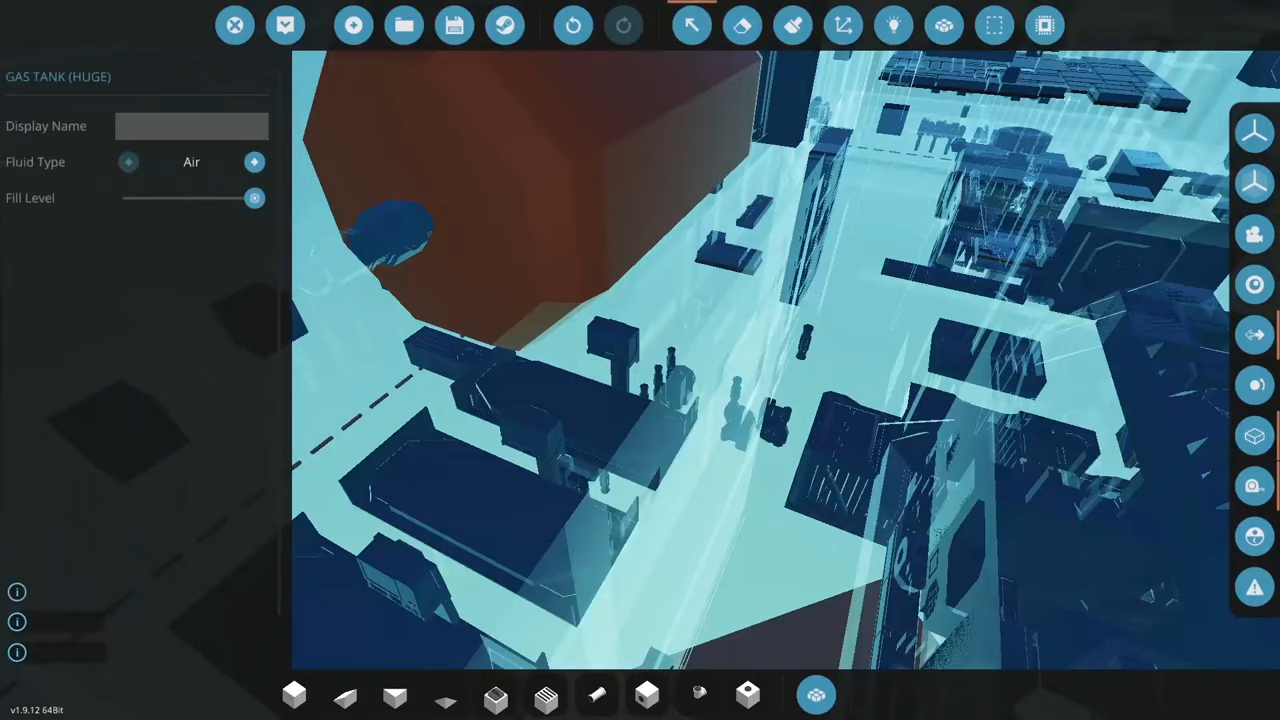 GAS TANK (HUGE)
Display Name
Fluid Type
Air
Fill Level
v1.9.12 64Bit